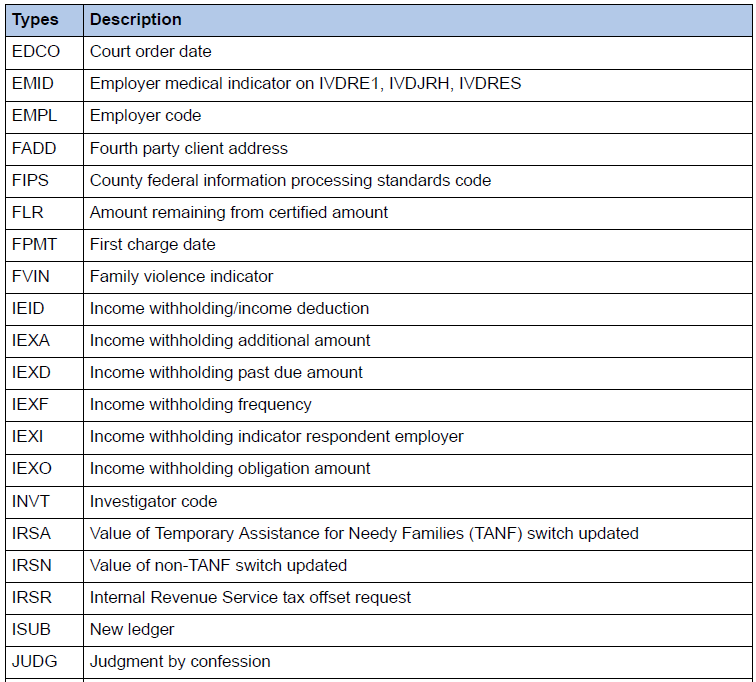 Types Description
EDCO Court order date
EMID Employer medical indicator on IVDRE1, IVDJRH, IVDRES
EMPL Employer code
FADD Fourth party client address
FIPS County federal information processing standards code
FLR Amount remaining from certified amount
FPMT First charge date
FVIN Family violence indicator
IEID Income withholding/income deduction
IEXA Income withholding additional amount
IEXD Income withholding past due amount
IEXF Income withholding frequency
IEXI Income withholding indicator respondent employer
IEXO Income withholding obligation amount
INVT Investigator code
IRSA Value of Temporary Assistance for Needy Families (TANF) switch updated
IRSN Value of non-TANF switch updated
IRSR Internal Revenue Service tax offset request
ISUB New ledger
JUDG Judgment by confession